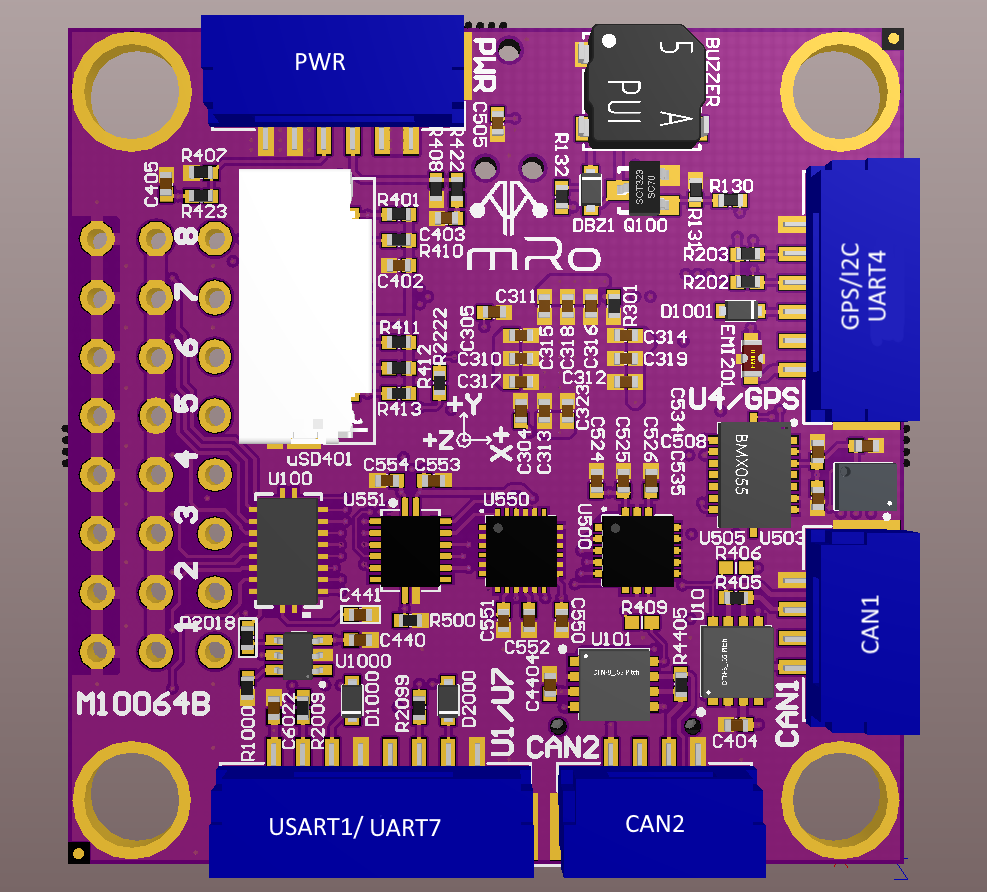 PWR
PWR
5
A
PUI
BUZZER
C505
R408
R422
R407
C405
R423
R132
SOT323
SC70
DBZ1
Q100
R131
R130
R401
C403
R410
C402
mRo
R203
R202
D1001
EMI201
GPS/I2C
UART4
8
7
6
5
4
3
2
1
C311
R301
C305
C315
C318
C316
C314
C310
C319
C317
C312
C304
C313
C323
R411
R412
R2222
R413
+Y
+Z
X+
U4/GPS
uSD401
U100
C554
C553
U551
U550
U500
C524
C525
C526
C534
C508
C535
BMX055
U505
U503
R406
R405
U10
C441
C440
R500
C551
C552
C550
R409
U101
R4405
C4404
C404
D2018
U1000
R1000
C6022
R2009
D1000
R2099
D2000
M10064B
U1/U7
CAN2
CAN1
CAN1
USART1/ UART7
CAN2